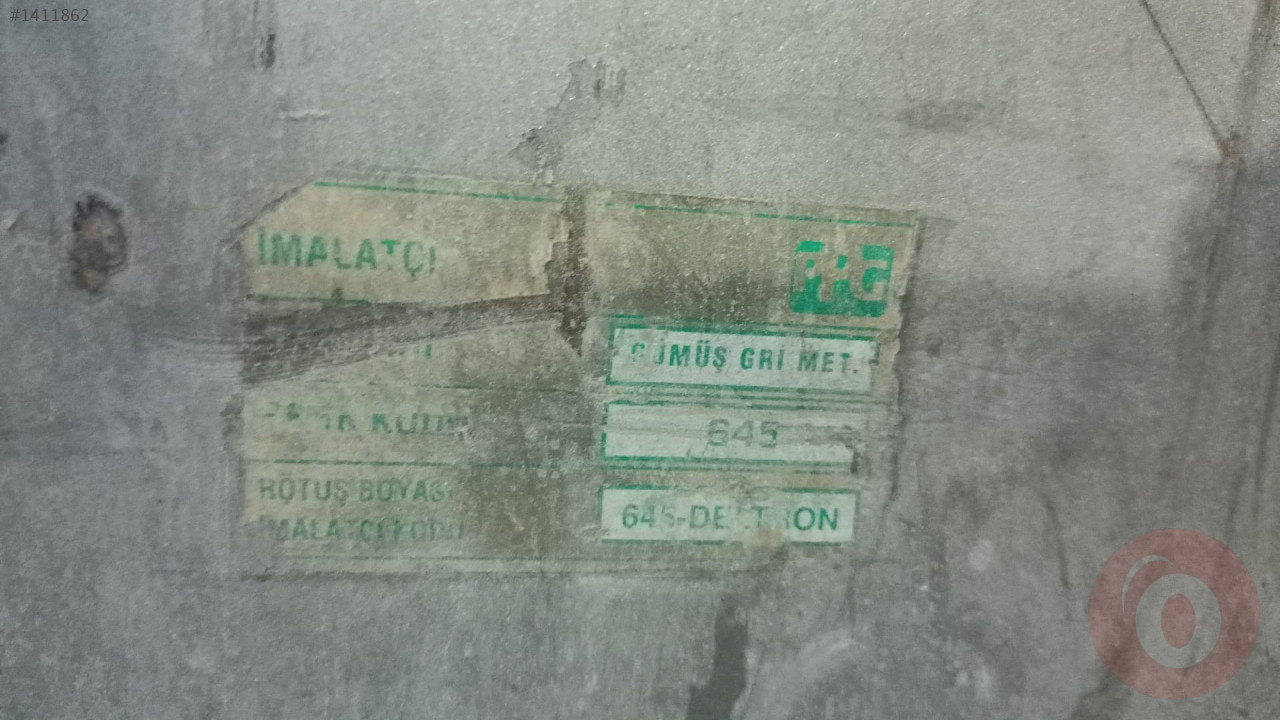 #1411862
İMALATÇI PPG
GÜMÜŞ GRİ MET.
645
RÖTUŞ BOYASI
İMALATÇI KODU
645-DELTRON